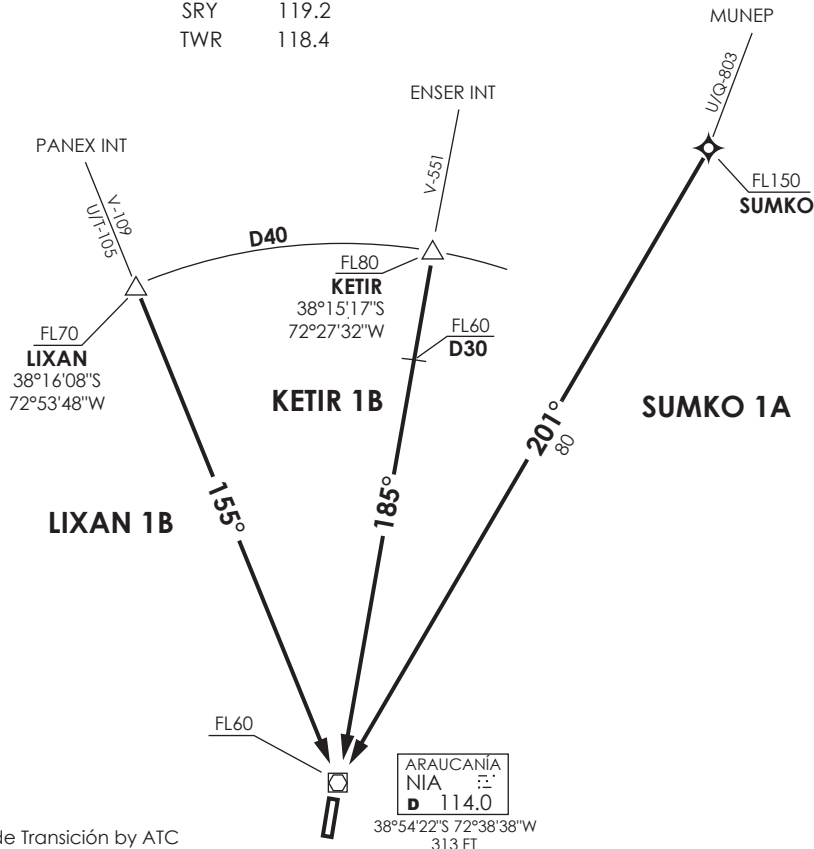 SRY 119.2
TWR 118.4
MUNEP
U/Q-803
ENSER INT
V-551
PANEX INT
V-109
U/T-105
D40
FL150
SUMKO
FL80
KETIR
38°15'17"S
72°27'32"W
FL60
D30
FL70
LIXAN
38°16'08"S
72°53'48"W
KETIR 1B
SUMKO 1A
201°
80
LIXAN 1B
155°
185°
FL60
ARAUCANÍA
NIA
D 114.0
38°54'22"S 72°38'38"W
313 FT
de Transición by ATC